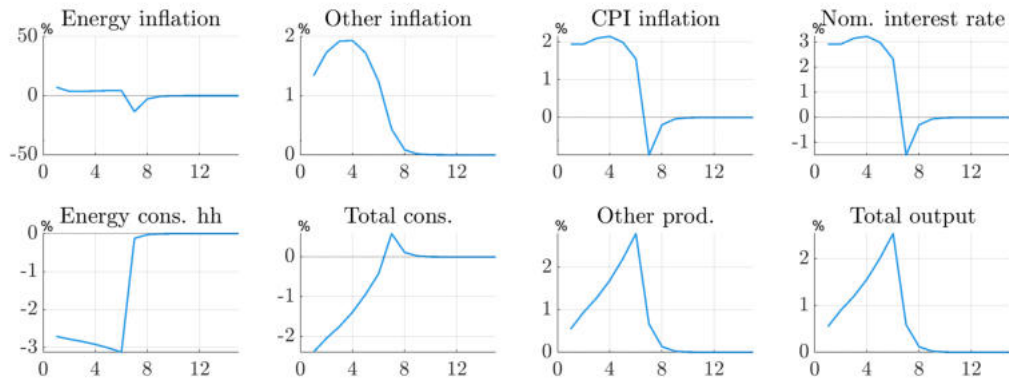 Energy inflation
Other inflation
CPI inflation
Nom. interest rate
%
50
0
-50
0 4 8 12
%
2
1
0
0 4 8 12
%
2
1
0
0 4 8 12
%
3
2
1
0
-1
0 4 8 12
Energy cons. hh
Total cons.
Other prod.
Total output
%
0
-1
-2
-3
0 4 8 12
%
0
-1
-2
0 4 8 12
%
2
1
0
0 4 8 12
%
2
1
0
0 4 8 12